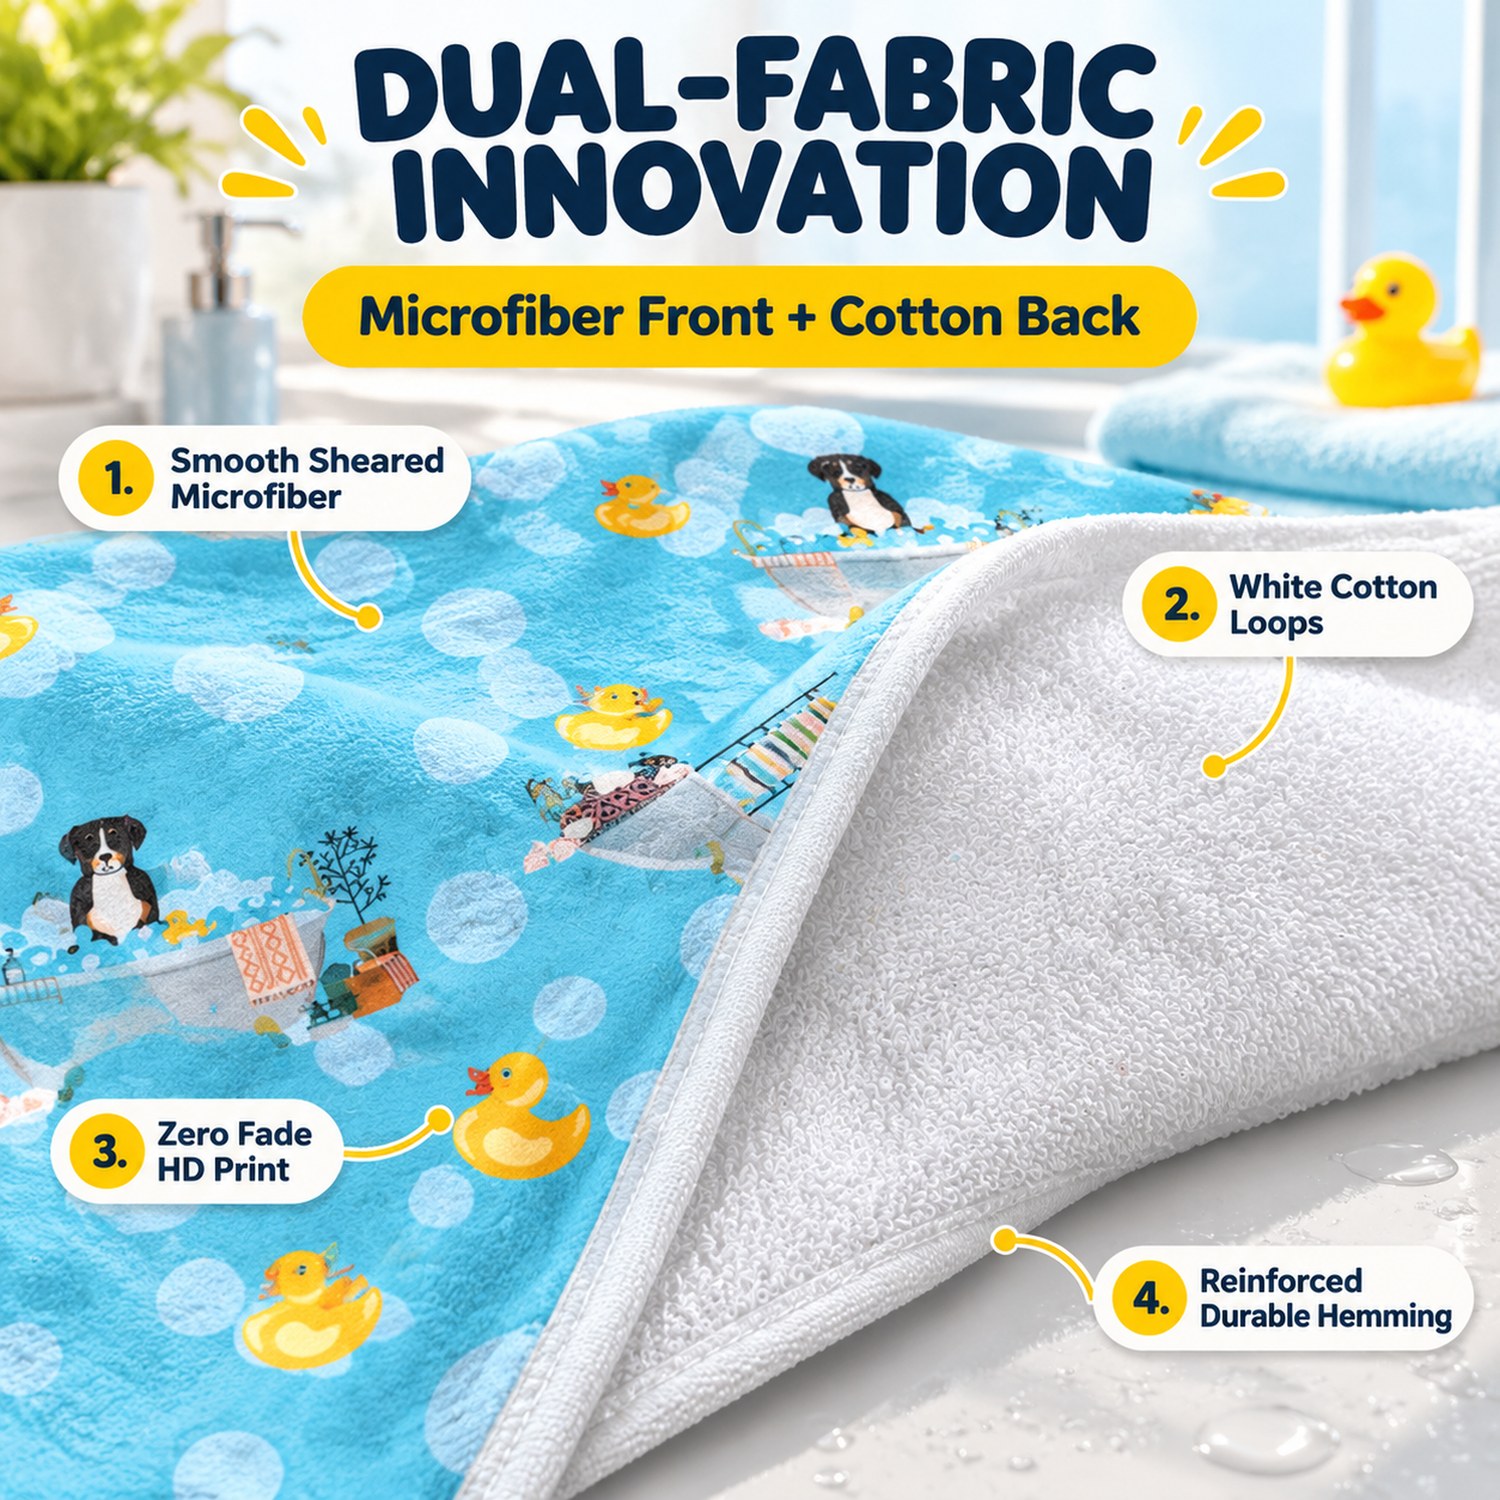 DUAL-FABRIC
INNOVATION
Microfiber Front + Cotton Back
1.
Smooth Sheared
Microfiber
2.
White Cotton
Loops
3.
Zero Fade
HD Print
4.
Reinforced
Durable Hemming